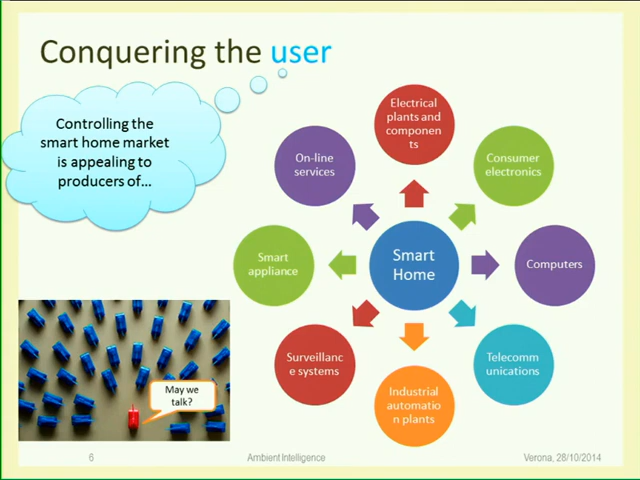 Conquering the user
Controlling the
smart home market
is appealing to
producers of...
Electrical
plants and
componen
ts
On-line
services
Consumer
electronics
Smart
appliance
Smart
Home
Computers
Surveillanc
e systems
Telecomm
unications
Industrial
automatio
n plants
May we
talk?
6
Ambient Intelligence
Verona, 28/10/2014